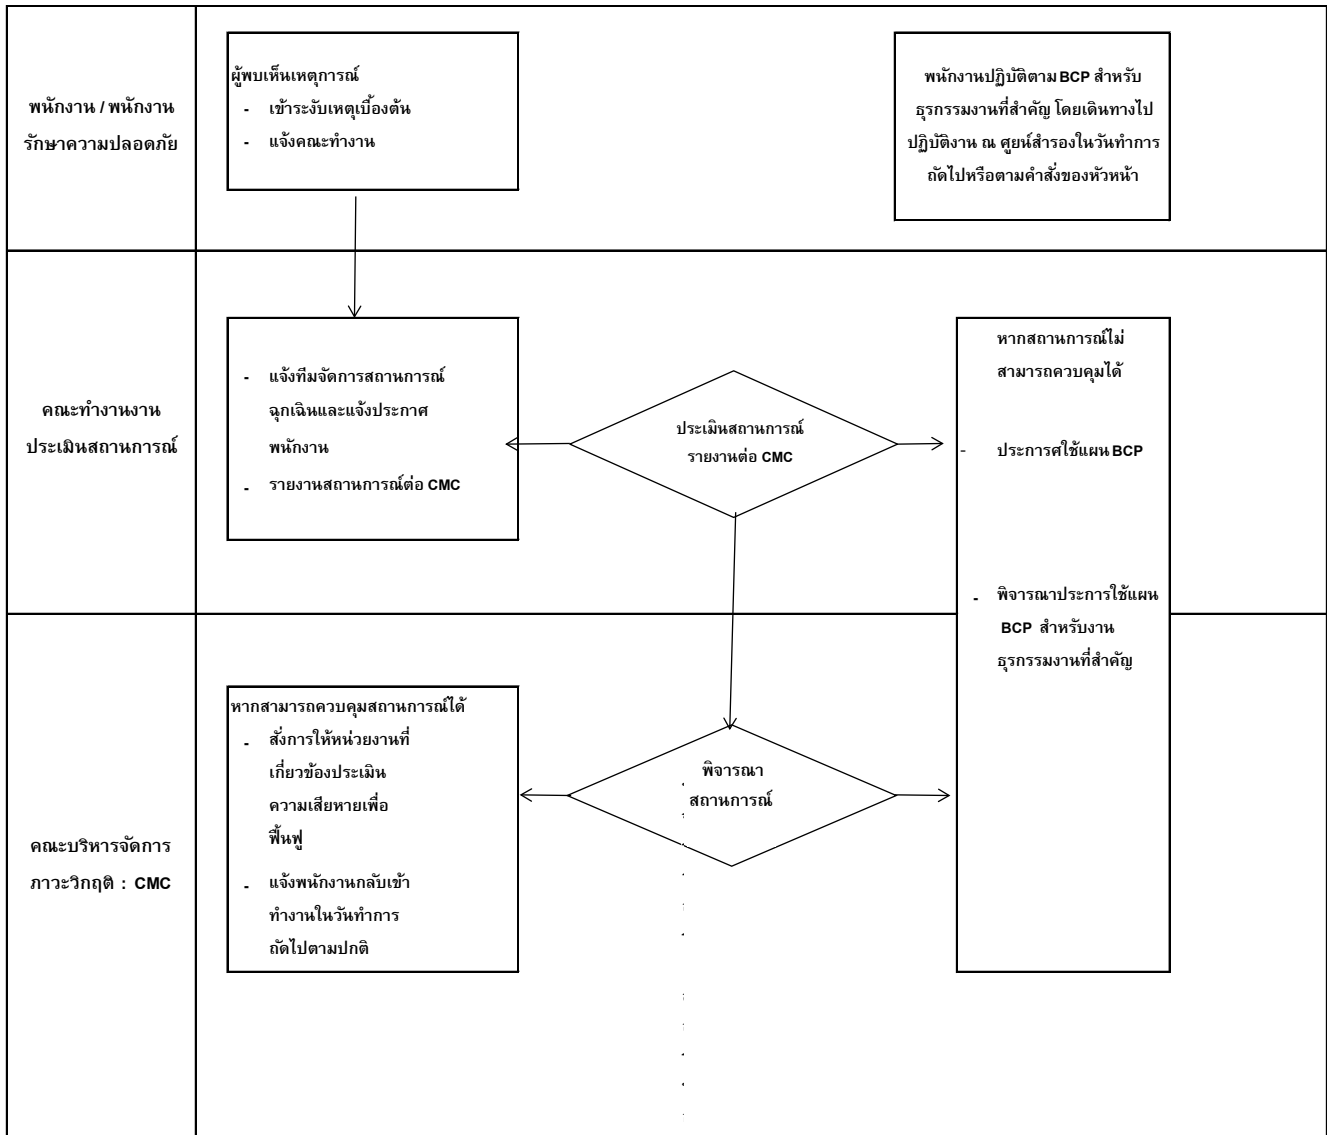 พนักงาน / พนักงาน
รักษาความปลอดภัย
ผู้พบเห็นเหตุการณ์
- เข้าระงับเหตุเบื้องต้น
- แจ้งคณะทำงาน
พนักงานปฏิบัติตาม BCP สำหรับ
ธุรกรรมงานที่สำคัญ โดยเดินทางไป
ปฏิบัติงาน ณ ศูยน์สำรองในวันทำการ
ถัดไปหรือตามคำสั่งของหัวหน้า
คณะทำงานงาน
ประเมินสถานการณ์
- แจ้งทีมจัดการสถานการณ์
ฉุกเฉินและแจ้งประกาศ
พนักงาน
- รายงานสถานการณ์ต่อ CMC
ประเมินสถานการณ์
รายงานต่อ CMC
หากสถานการณ์ไม่
สามารถควบคุมได้
- ประการศใช้แผน BCP
- พิจารณาประการใช้แผน
BCP สำหรับงาน
ธุรกรรมงานที่สำคัญ
คณะบริหารจัดการ
ภาวะวิกฤติ : CMC
หากสามารถควบคุมสถานการณ์ได้
- สั่งการให้หน่วยงานที่
เกี่ยวข้องประเมิน
ความเสียหายเพื่อ
ฟื้นฟู
- แจ้งพนักงานกลับเข้า
ทำงานในวันทำการ
ถัดไปตามปกติ
พิจารณา
สถานการณ์